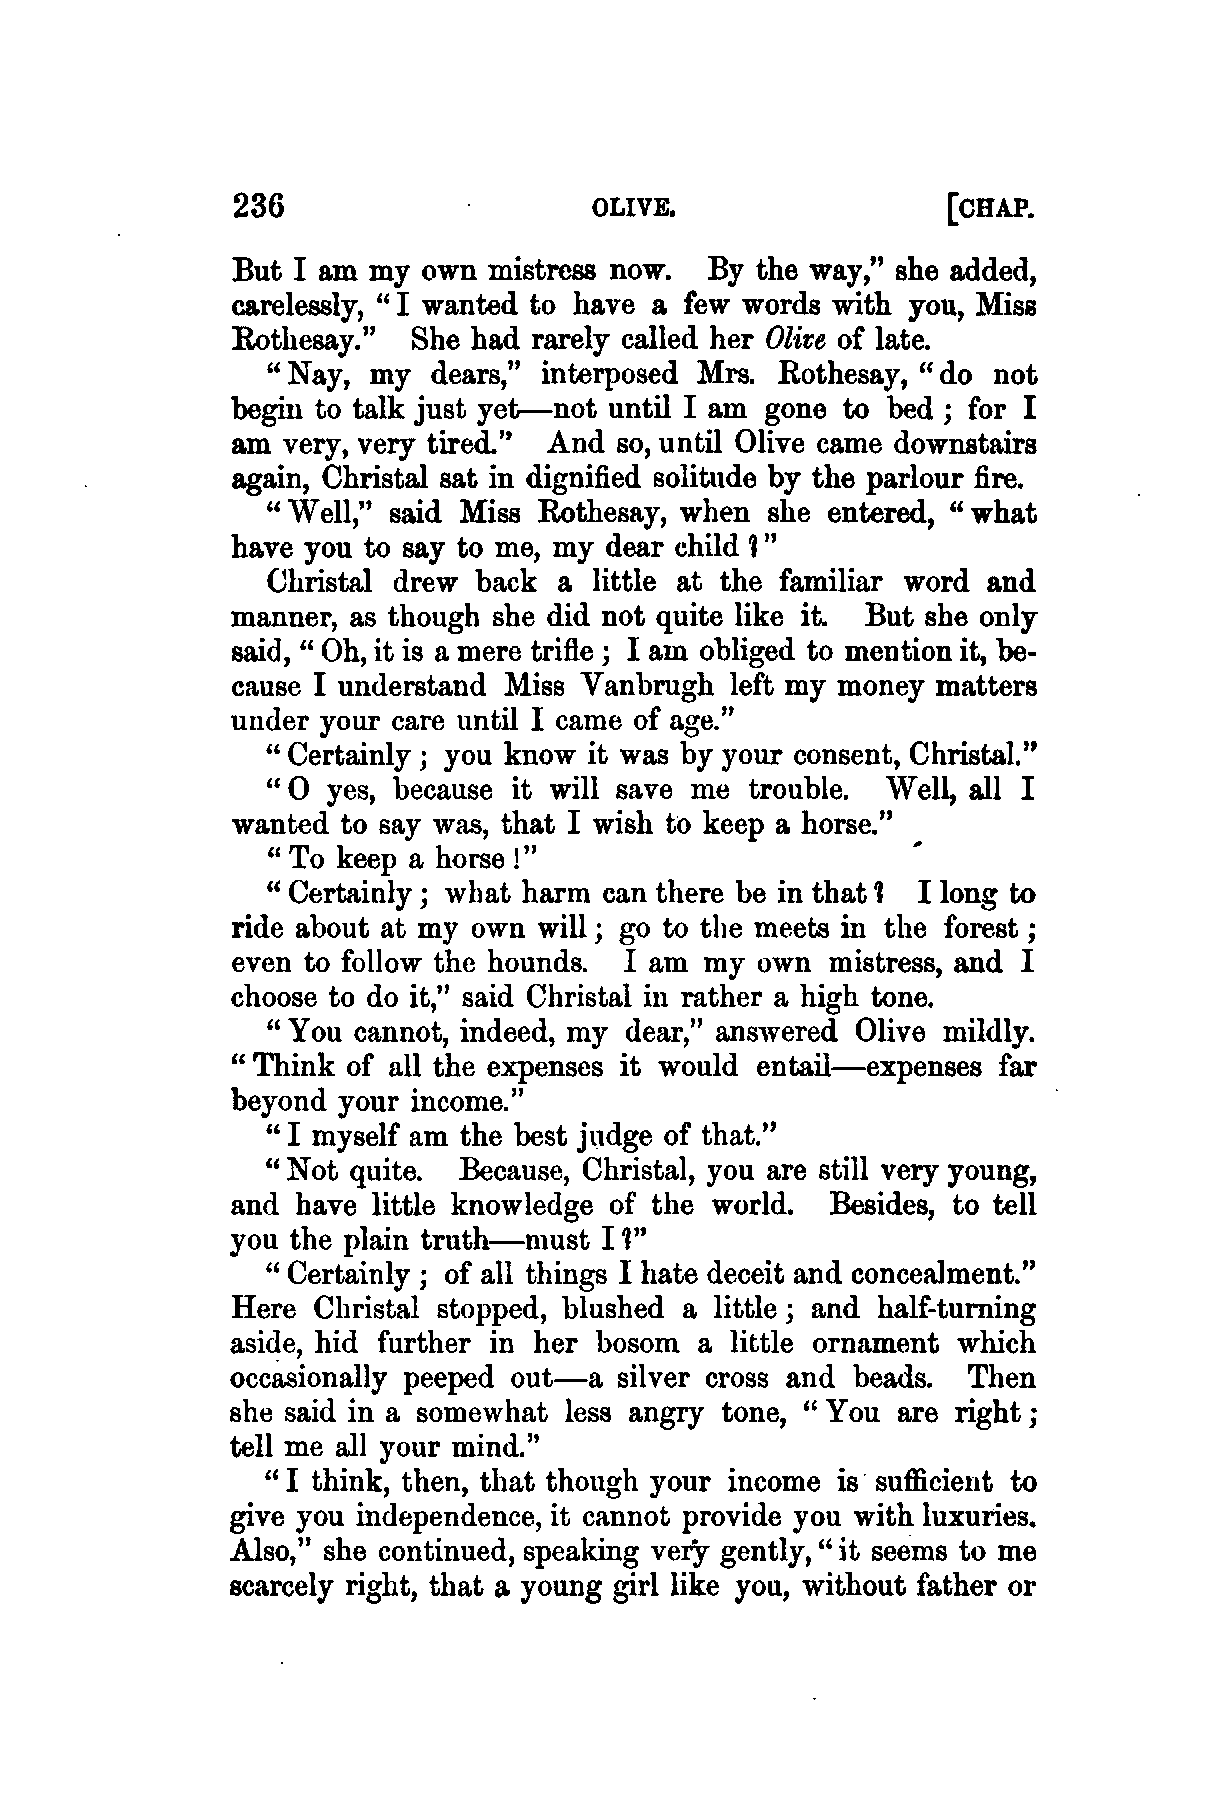 236 OLIVE. [CHAP.
But I am my own mistress now. By the way,” she added,
carelessly, “I wanted to have a few words with you, Miss
Rothesay.” She had rarely called her Olive of late.
“Nay, my dears,” interposed Mrs. Rothesay, “do not
begin to talk just yet—not until I am gone to bed; for I
am very, very tired.” And so, until Olive came downstairs
again, Christal sat in dignified solitude by the parlour fire.
“Well,” said Miss Rothesay, when she entered, “what
have you to say to me, my dear child?”
Christal drew back a little at the familiar word and
manner, as though she did not quite like it. But she only
said, “Oh, it is a mere trifle; I am obliged to mention it, be-
cause I understand Miss Vanbrugh left my money matters
under your care until I came of age.”
“Certainly; you know it was by your consent, Christal.”
“O yes, because it will save me trouble. Well, all I
wanted to say was, that I wish to keep a horse.”
“To keep a horse!”
“Certainly; what harm can there be in that? I long to
ride about at my own will; go to the meets in the forest;
even to follow the hounds. I am my own mistress, and I
choose to do it,” said Christal in rather a high tone.
“You cannot, indeed, my dear,” answered Olive mildly.
“Think of all the expenses it would entail—expenses far
beyond your income.”
“I myself am the best judge of that.”
“Not quite. Because, Christal, you are still very young,
and have little knowledge of the world. Besides, to tell
you the plain truth—must I?”
“Certainly; of all things I hate deceit and concealment.”
Here Christal stopped, blushed a little; and half-turning
aside, hid further in her bosom a little ornament which
occasionally peeped out—a silver cross and beads. Then
she said in a somewhat less angry tone, “You are right;
tell me all your mind.”
“I think, then, that though your income is sufficient to
give you independence, it cannot provide you with luxuries.
Also,” she continued, speaking very gently, “it seems to me
scarcely right, that a young girl like you, without father or